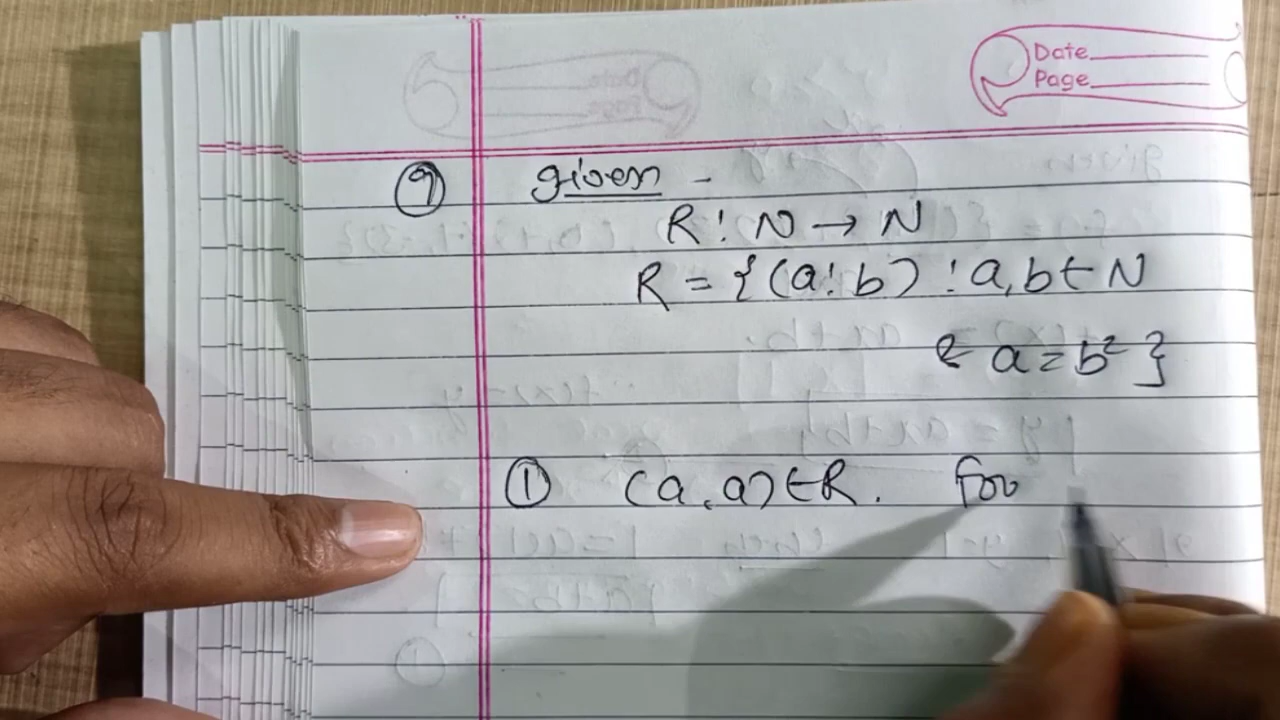 Date
Page
9 given -
R : N → N
R = {(a : b) : a, b ∈ N
& a = b² }
① (a, a) ∈ R. for